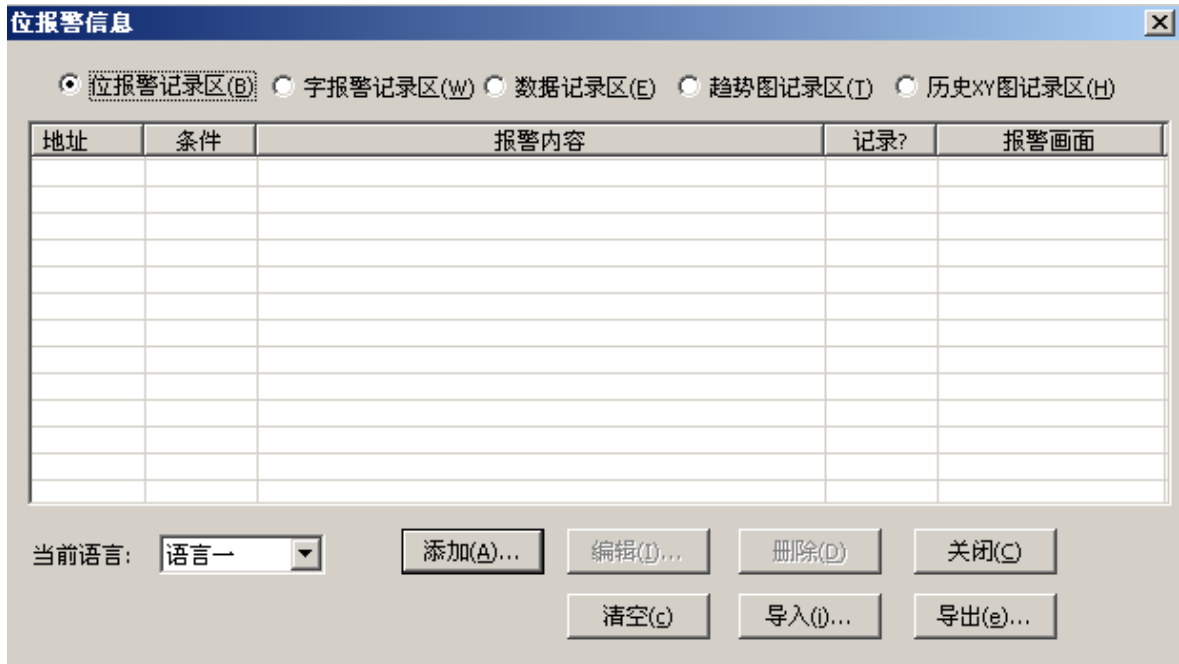 位报警信息
位报警记录区(B) 字报警记录区(W) 数据记录区(E) 趋势图记录区(T) 历史XY图记录区(H)
地址 条件 报警内容 记录? 报警画面
当前语言: 语言一 添加(A)... 编辑(I)... 删除(D) 关闭(C)
清空(c) 导入(i)... 导出(e)...